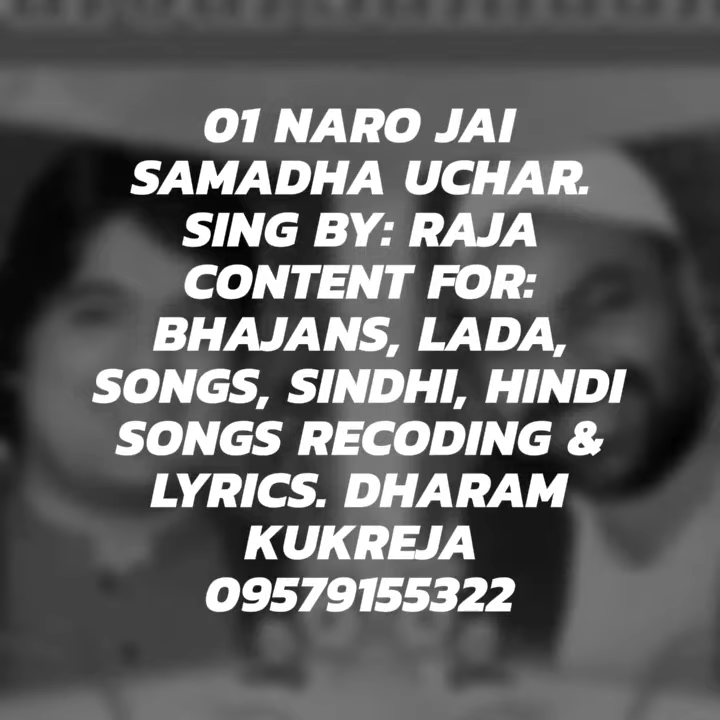 01 NARO JAI
SAMADHA UCHAR.
SING BY: RAJA
CONTENT FOR:
BHAJANS, LADA,
SONGS, SINDHI, HINDI
SONGS RECODING &
LYRICS. DHARAM
KUKREJA
09579155322